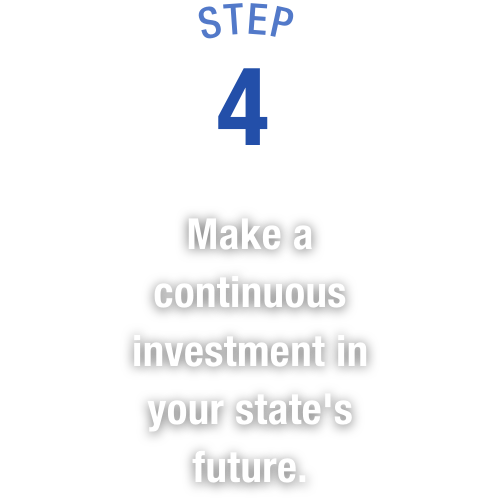 STEP
4
Make a
continuous
investment in
your state's
future.